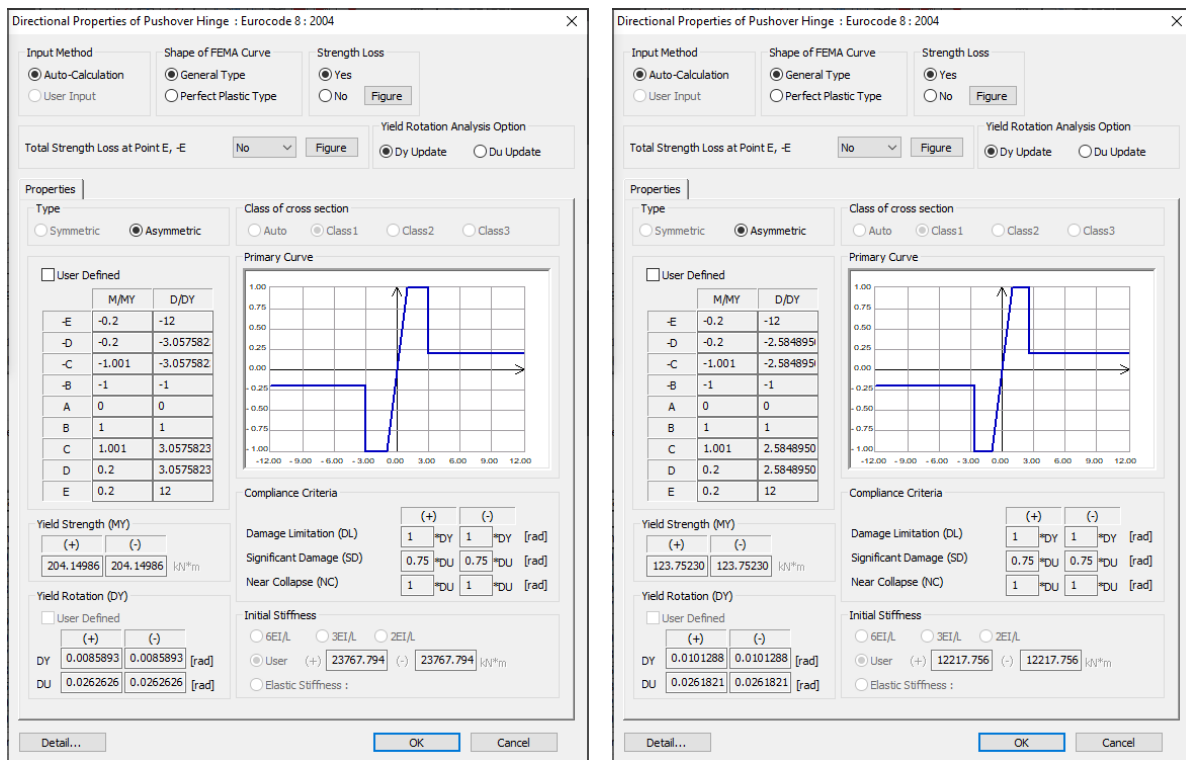 Directional Properties of Pushover Hinge : Eurocode 8 : 2004
Input Method
Shape of FEMA Curve
Strength Loss
Auto-Calculation
General Type
Yes
User Input
Perfect Plastic Type
No
Figure
Yield Rotation Analysis Option
Total Strength Loss at Point E, -E
No
Figure
Dy Update
Du Update
Properties
Type
Symmetric
Asymmetric
Class of cross section
Auto
Class1
Class2
Class3
User Defined
M/MY D/DY
-E -0.2 -12
-D -0.2 -3.057582
-C -1.001 -3.057582
-B -1 -1
A 0 0
B 1 1
C 1.001 3.0575823
D 0.2 3.0575823
E 0.2 12
Primary Curve
1.00
0.75
0.50
0.25
0.00
-0.25
-0.50
-0.75
-1.00
-12.00 -9.00 -6.00 -3.00 0.00 3.00 6.00 9.00 12.00
Yield Strength (MY)
(+) (-)
204.14986 204.14986 kN*m
Yield Rotation (DY)
User Defined
(+) (-)
DY 0.0085893 0.0085893 [rad]
DU 0.0262626 0.0262626 [rad]
Compliance Criteria
(+) (-)
Damage Limitation (DL) 1 *DY 1 *DY [rad]
Significant Damage (SD) 0.75 *DU 0.75 *DU [rad]
Near Collapse (NC) 1 *DU 1 *DU [rad]
Initial Stiffness
6EI/L 3EI/L 2EI/L
User (+) 23767.794 (-) 23767.794 kN*m
Elastic Stiffness :
Detail...
OK
Cancel
Directional Properties of Pushover Hinge : Eurocode 8 : 2004
Input Method
Shape of FEMA Curve
Strength Loss
Auto-Calculation
General Type
Yes
User Input
Perfect Plastic Type
No
Figure
Yield Rotation Analysis Option
Total Strength Loss at Point E, -E
No
Figure
Dy Update
Du Update
Properties
Type
Symmetric
Asymmetric
Class of cross section
Auto
Class1
Class2
Class3
User Defined
M/MY D/DY
-E -0.2 -12
-D -0.2 -2.5848950
-C -1.001 -2.5848950
-B -1 -1
A 0 0
B 1 1
C 1.001 2.5848950
D 0.2 2.5848950
E 0.2 12
Primary Curve
1.00
0.75
0.50
0.25
0.00
-0.25
-0.50
-0.75
-1.00
-12.00 -9.00 -6.00 -3.00 0.00 3.00 6.00 9.00 12.00
Yield Strength (MY)
(+) (-)
123.75230 123.75230 kN*m
Yield Rotation (DY)
User Defined
(+) (-)
DY 0.0101288 0.0101288 [rad]
DU 0.0261821 0.0261821 [rad]
Compliance Criteria
(+) (-)
Damage Limitation (DL) 1 *DY 1 *DY [rad]
Significant Damage (SD) 0.75 *DU 0.75 *DU [rad]
Near Collapse (NC) 1 *DU 1 *DU [rad]
Initial Stiffness
6EI/L 3EI/L 2EI/L
User (+) 12217.756 (-) 12217.756 kN*m
Elastic Stiffness :
Detail...
OK
Cancel